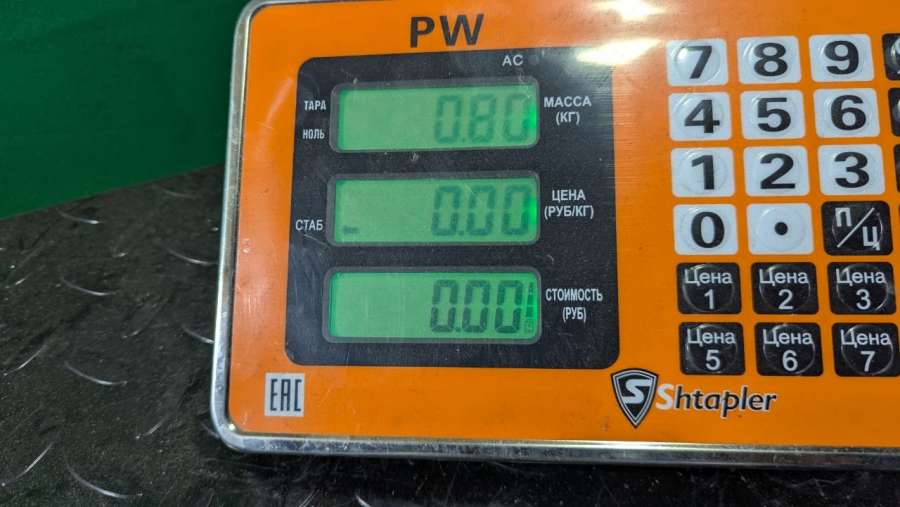 PW
AC
ТАРА
НОЛЬ
0.80
МАССА
(КГ)
СТАБ
0.00
ЦЕНА
(РУБ/КГ)
0.00
СТОИМОСТЬ
(РУБ)
7 8 9
4 5 6
1 2 3
0 . П/Ц
Цена 1
Цена 2
Цена 3
Цена 5
Цена 6
Цена 7
EAC
S Shtapler